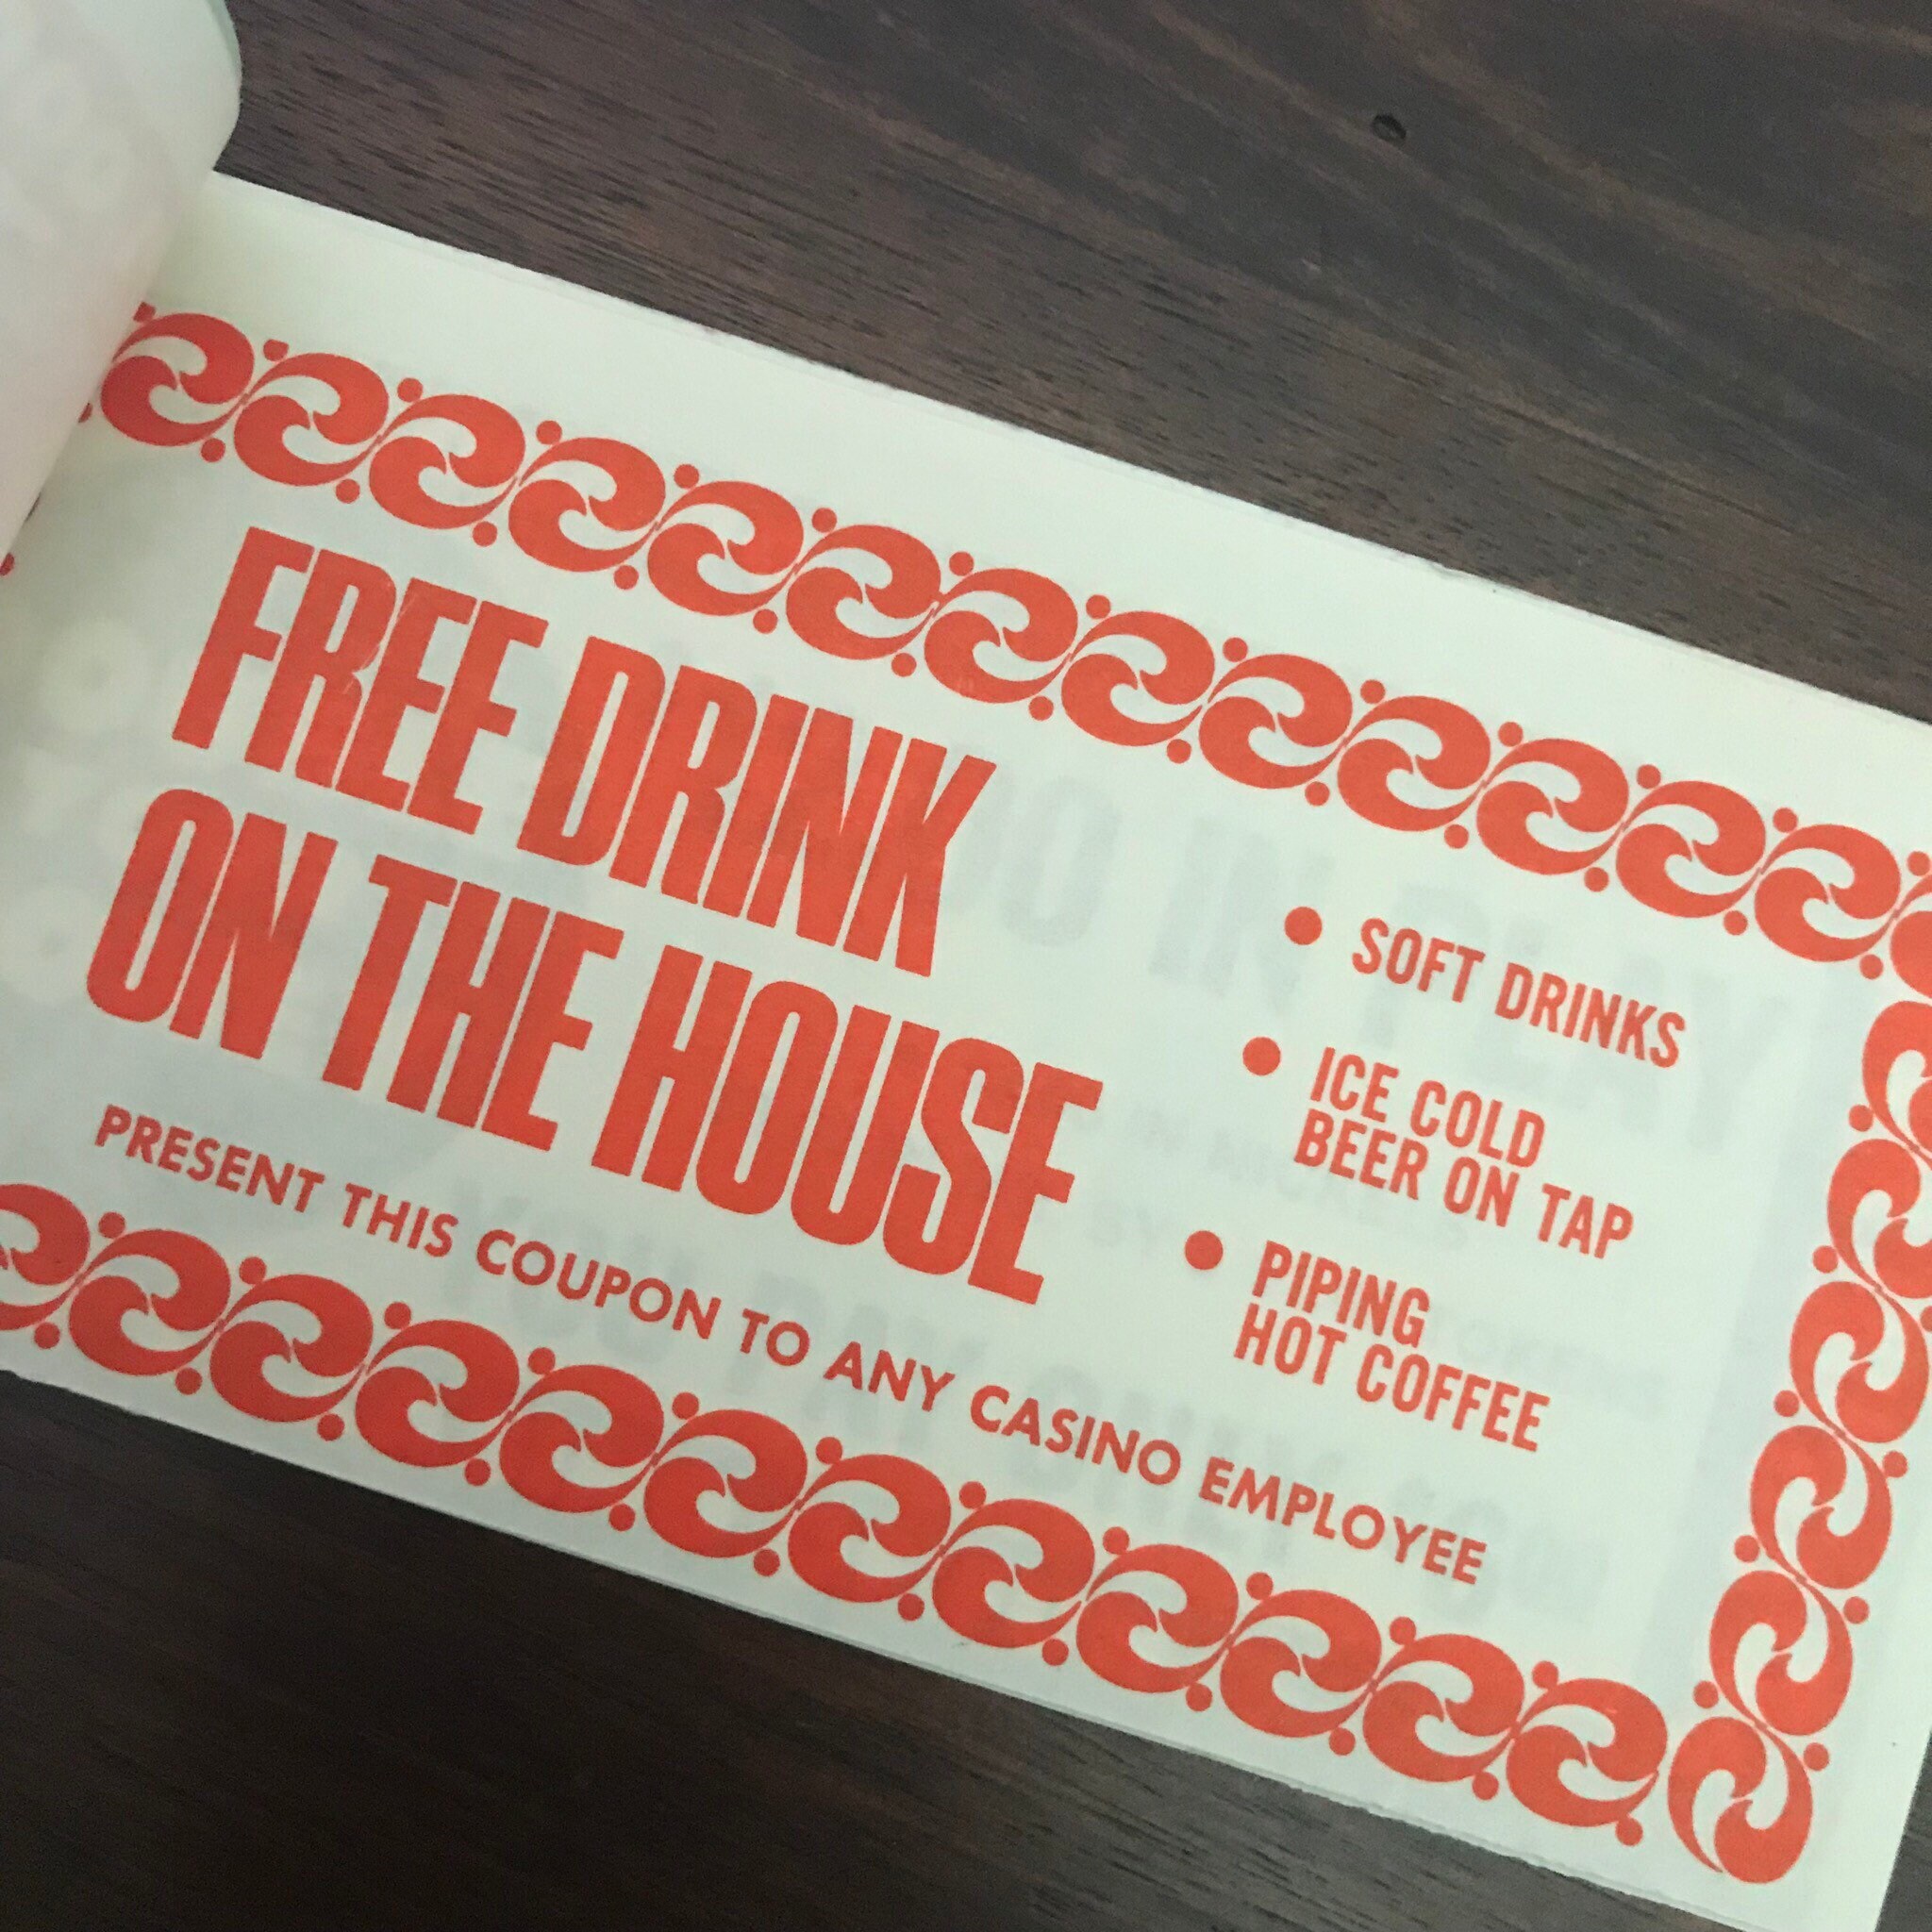 FREE DRINK
ON THE HOUSE
PRESENT THIS COUPON TO ANY CASINO EMPLOYEE
• SOFT DRINKS
• ICE COLD
BEER ON TAP
• PIPING
HOT COFFEE